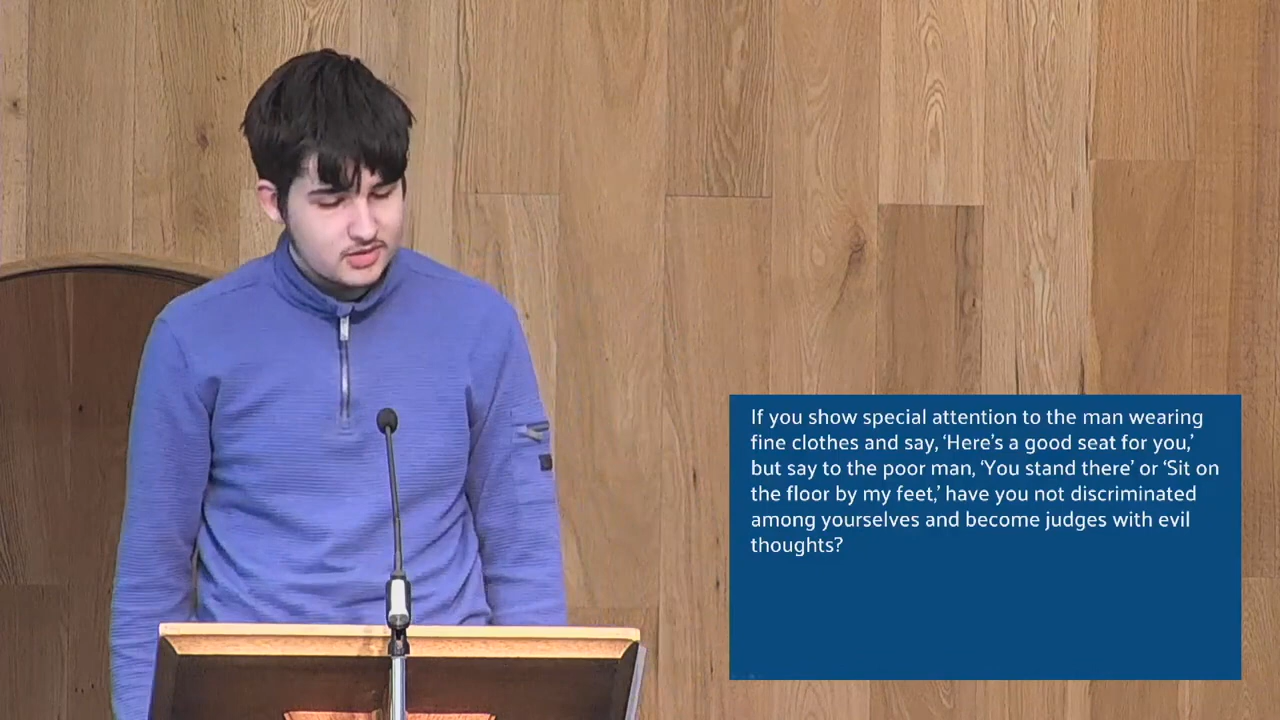 If you show special attention to the man wearing
fine clothes and say, ‘Here’s a good seat for you,’
but say to the poor man, ‘You stand there’ or ‘Sit on
the floor by my feet,’ have you not discriminated
among yourselves and become judges with evil
thoughts?